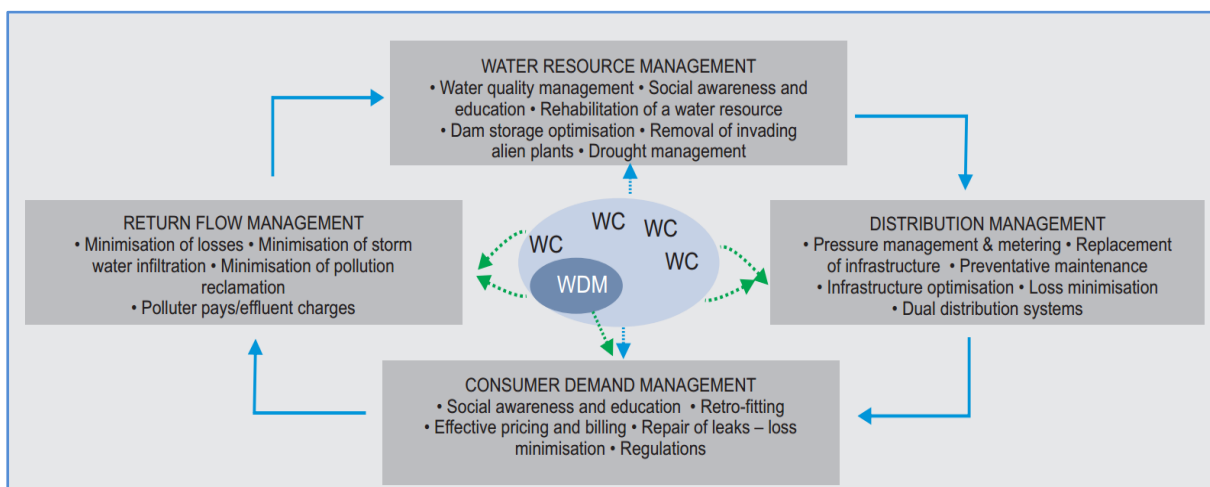 WATER RESOURCE MANAGEMENT
• Water quality management • Social awareness and
education • Rehabilitation of a water resource
• Dam storage optimisation • Removal of invading
alien plants • Drought management
RETURN FLOW MANAGEMENT
• Minimisation of losses • Minimisation of storm
water infiltration • Minimisation of pollution
reclamation
• Polluter pays/effluent charges
WC
WC
WC
WC
WDM
DISTRIBUTION MANAGEMENT
• Pressure management & metering • Replacement
of infrastructure • Preventative maintenance
• Infrastructure optimisation • Loss minimisation
• Dual distribution systems
CONSUMER DEMAND MANAGEMENT
• Social awareness and education • Retro-fitting
• Effective pricing and billing • Repair of leaks – loss
minimisation • Regulations